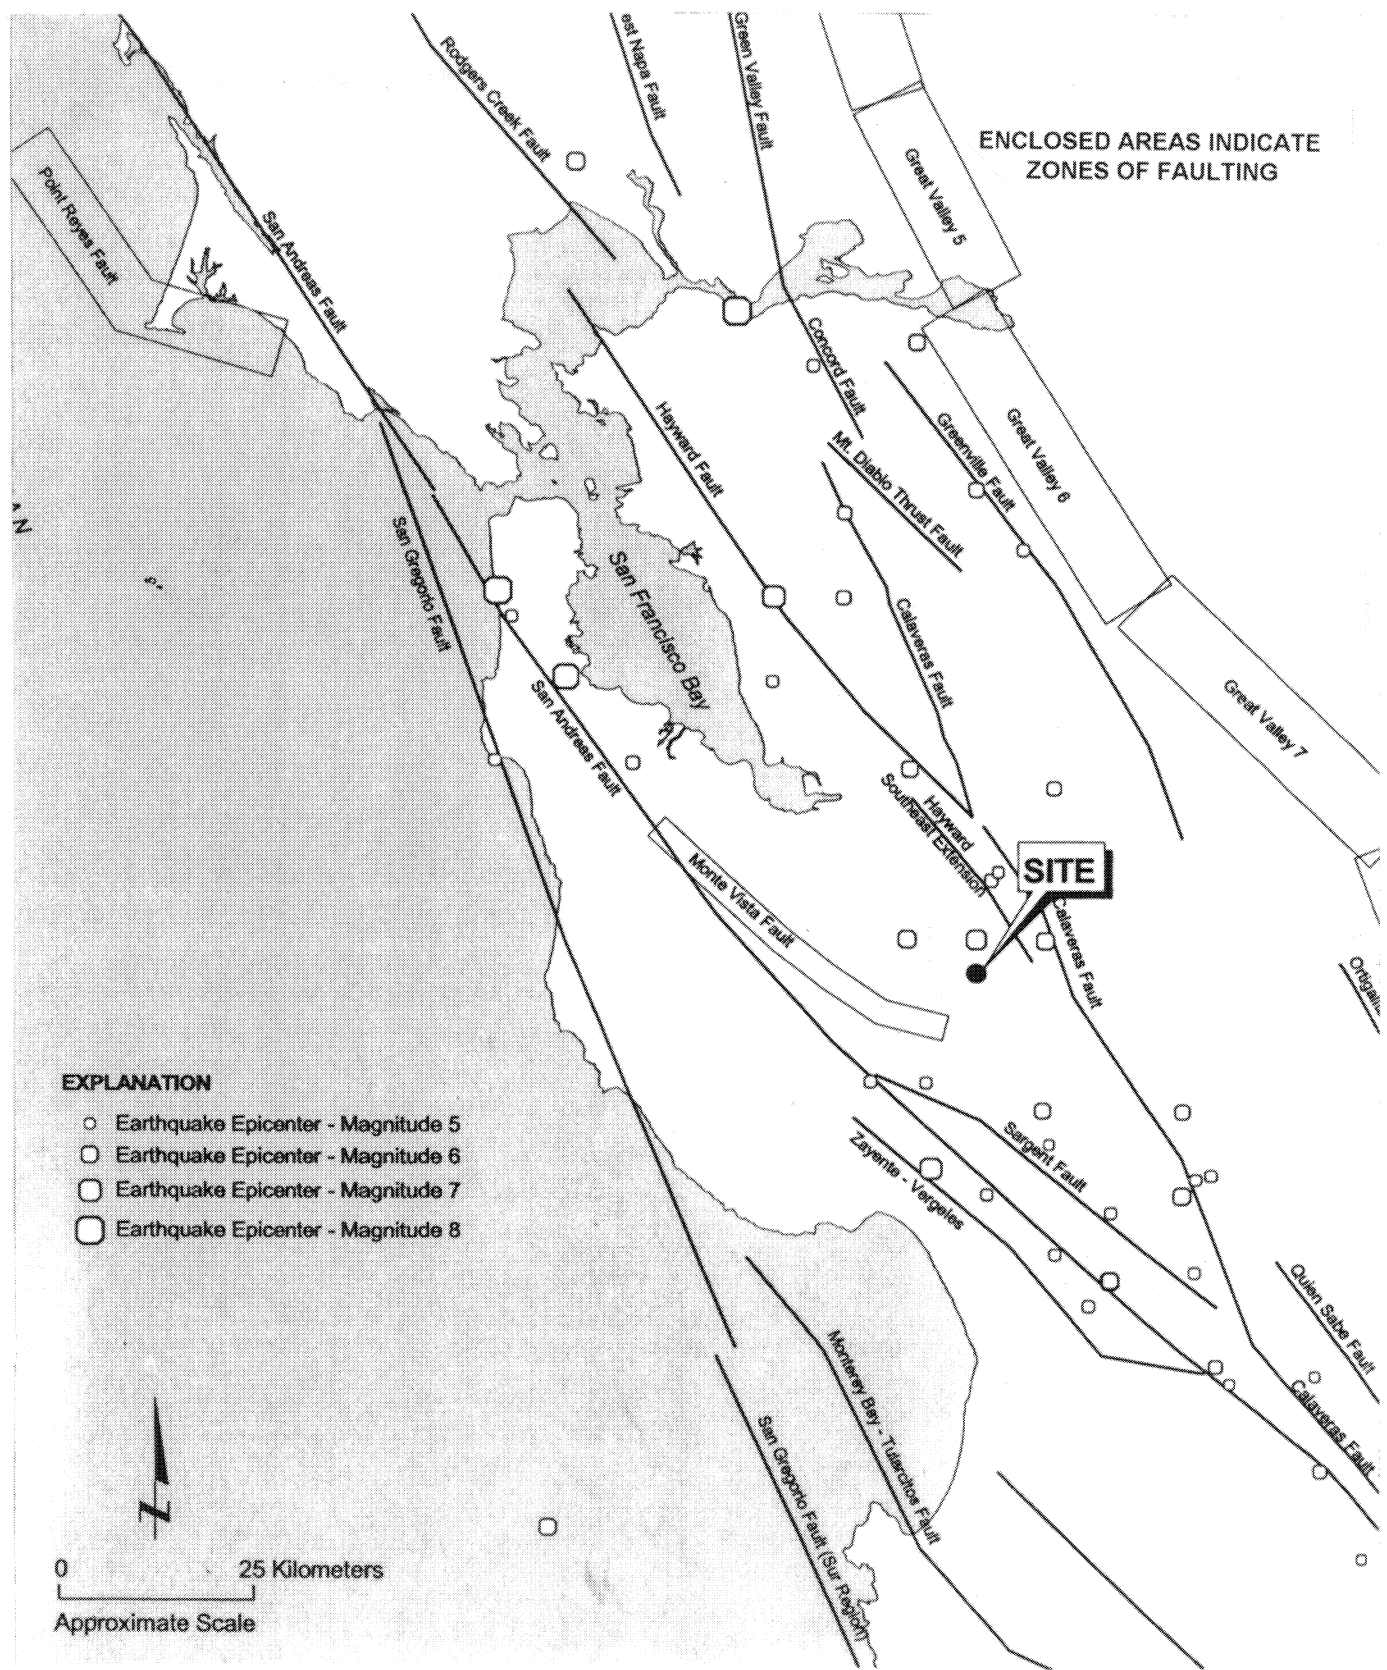 Rodgers Creek Fault
est Napa Fault
Green Valley Fault
ENCLOSED AREAS INDICATE
ZONES OF FAULTING
Great Valley 5
Point Reyes Fault
San Andreas Fault
Concord Fault
Hayward Fault
Mt. Diablo Thrust Fault
Greenville Fault
Great Valley 6
A N
San Gregorio Fault
San Francisco Bay
Calaveras Fault
San Andreas Fault
Great Valley 7
Hayward
Southeast Extension
SITE
Monte Vista Fault
Calaveras Fault
Ortigali
EXPLANATION
Earthquake Epicenter - Magnitude 5
Earthquake Epicenter - Magnitude 6
Earthquake Epicenter - Magnitude 7
Earthquake Epicenter - Magnitude 8
Sargent Fault
Zayente - Vergeles
Quien Sabe Fault
Monterey Bay - Tularcitos Fault
Calaveras Fault
San Gregorio Fault (Sur Region)
N
0 25 Kilometers
Approximate Scale